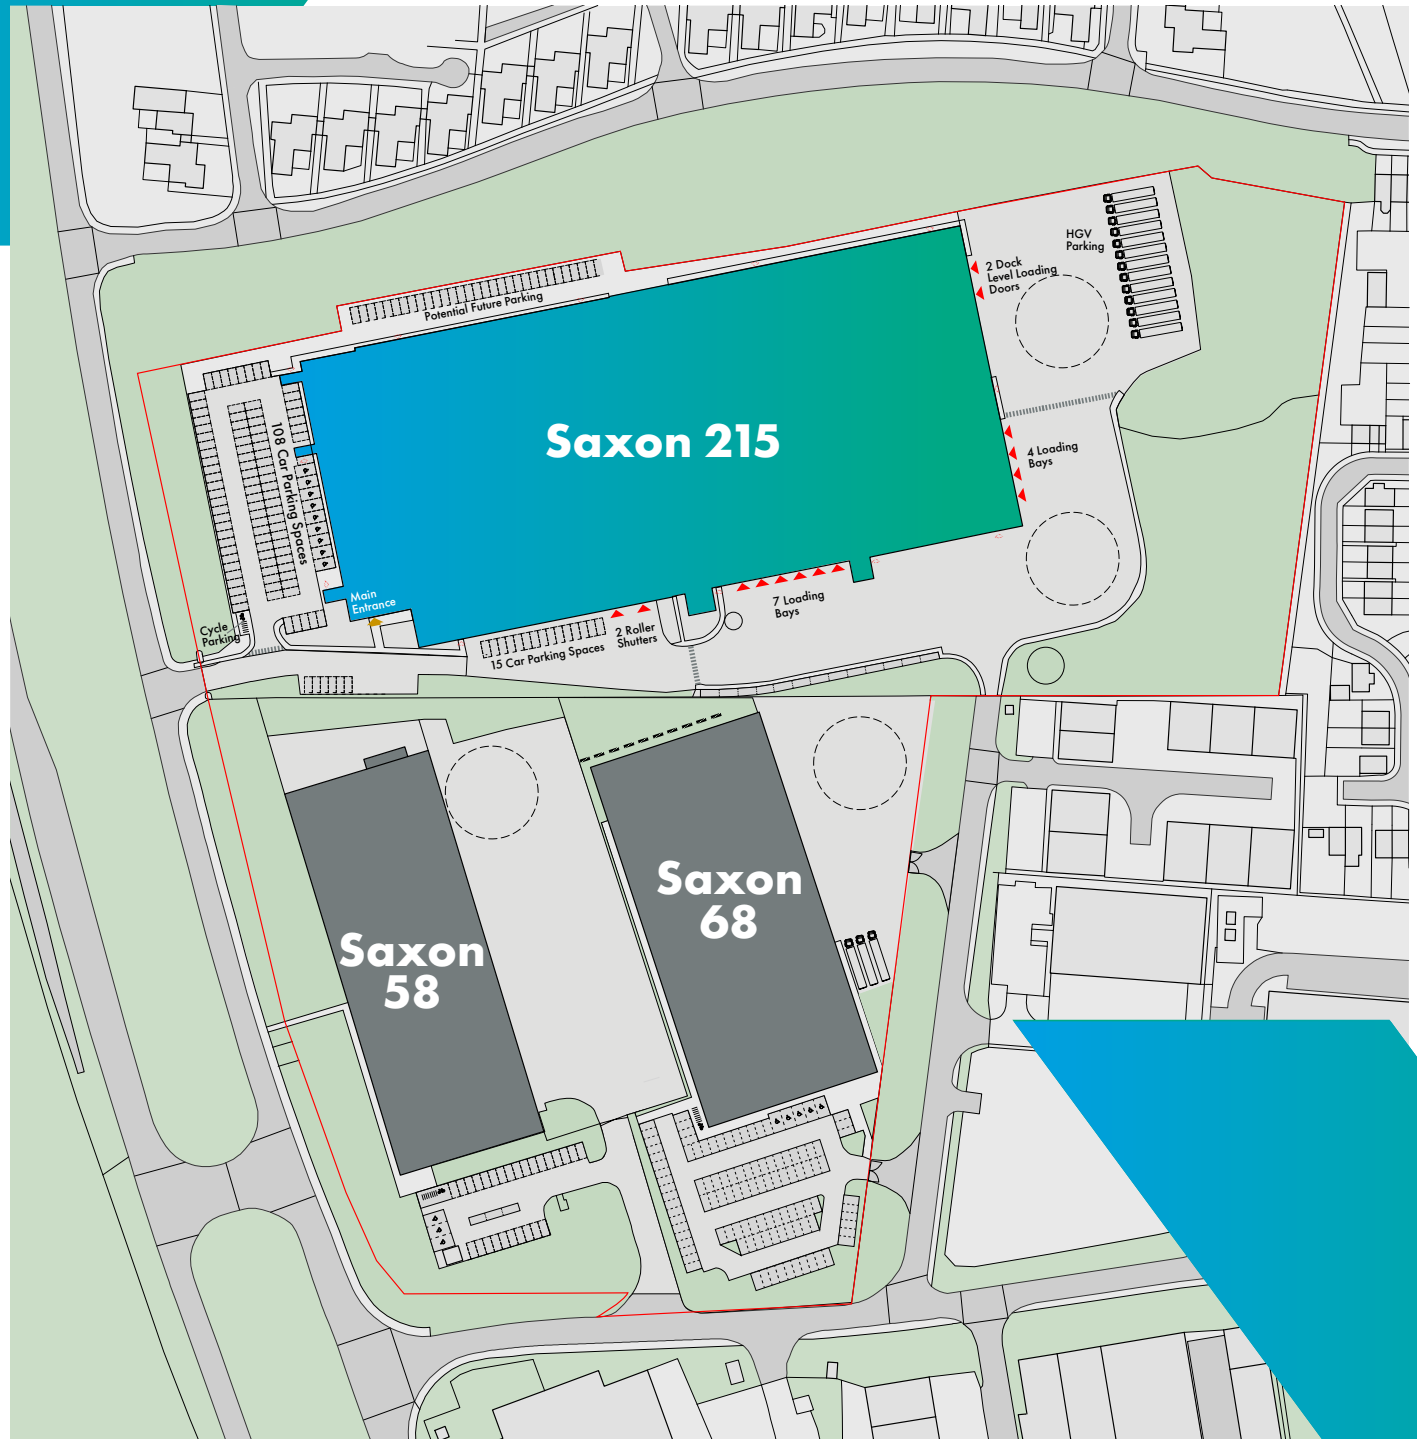 HGV
Parking
2 Dock
Level Loading
Doors
Potential Future Parking
Saxon 215
108 Car Parking Spaces
4 Loading
Bays
Main
Entrance
7 Loading
Bays
Cycle
Parking
2 Roller
Shutters
15 Car Parking Spaces
Saxon
68
Saxon
58